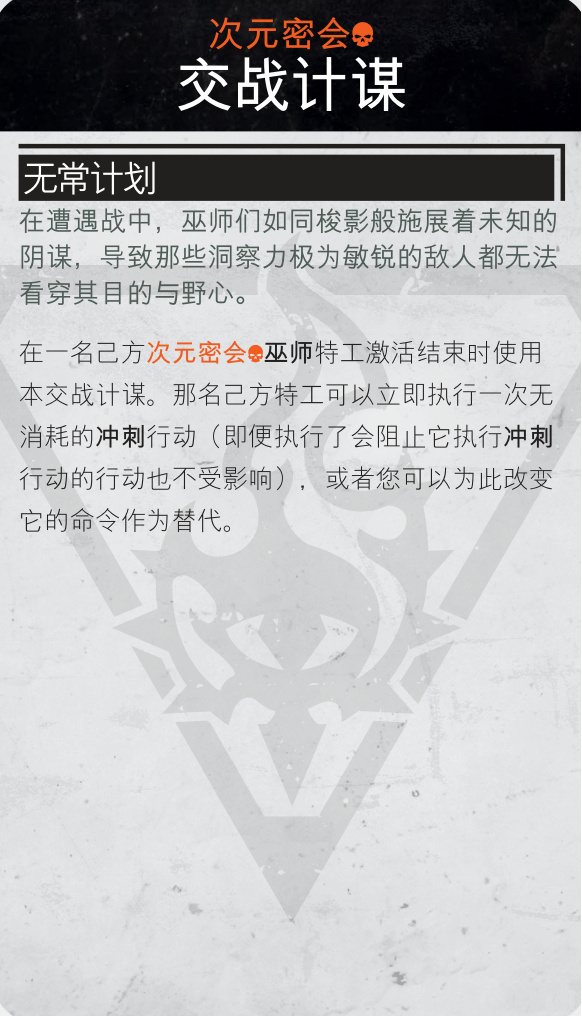 次元密会
交战计谋
无常计划
在遭遇战中，巫师们如同梭影般施展着未知的
阴谋，导致那些洞察力极为敏锐的敌人都无法
看穿其目的与野心。
在一名己方次元密会巫师特工激活结束时使用
本交战计谋。那名己方特工可以立即执行一次无
消耗的冲刺行动（即便执行了会阻止它执行冲刺
行动的行动也不受影响），或者您可以为此改变
它的命令作为替代。